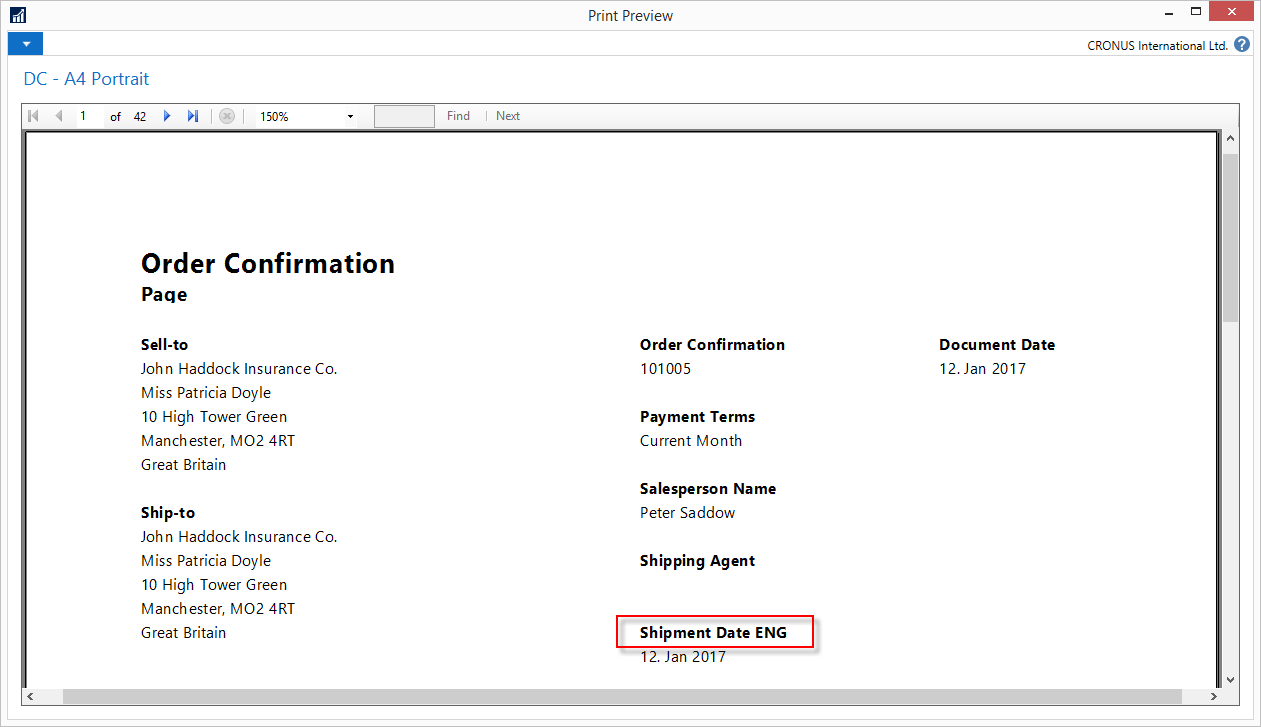 Print Preview
CRONUS International Ltd.
DC - A4 Portrait
1 of 42 150% Find Next
Order Confirmation
Page
Sell-to
John Haddock Insurance Co.
Miss Patricia Doyle
10 High Tower Green
Manchester, MO2 4RT
Great Britain
Ship-to
John Haddock Insurance Co.
Miss Patricia Doyle
10 High Tower Green
Manchester, MO2 4RT
Great Britain
Order Confirmation
101005
Payment Terms
Current Month
Salesperson Name
Peter Saddow
Shipping Agent
Shipment Date ENG
12. Jan 2017
Document Date
12. Jan 2017